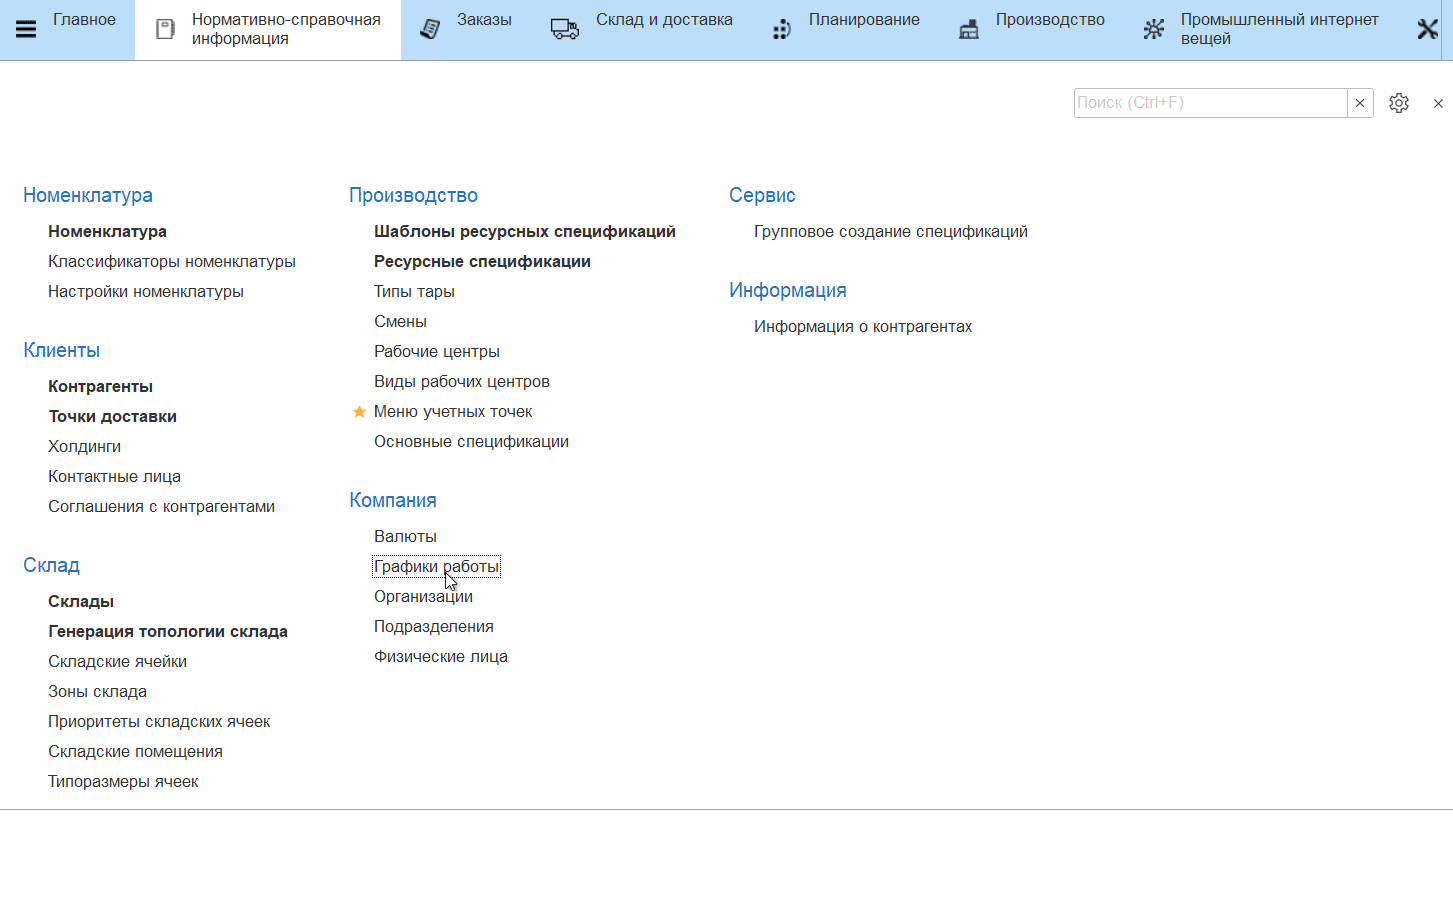 Главное
Нормативно-справочная
информация
Заказы
Склад и доставка
Планирование
Производство
Промышленный интернет
вещей
Поиск (Ctrl+F)
Номенклатура
Номенклатура
Классификаторы номенклатуры
Настройки номенклатуры
Клиенты
Контрагенты
Точки доставки
Холдинги
Контактные лица
Соглашения с контрагентами
Склад
Склады
Генерация топологии склада
Складские ячейки
Зоны склада
Приоритеты складских ячеек
Складские помещения
Типоразмеры ячеек
Производство
Шаблоны ресурсных спецификаций
Ресурсные спецификации
Типы тары
Смены
Рабочие центры
Виды рабочих центров
Меню учетных точек
Основные спецификации
Компания
Валюты
Графики работы
Организации
Подразделения
Физические лица
Сервис
Групповое создание спецификаций
Информация
Информация о контрагентах